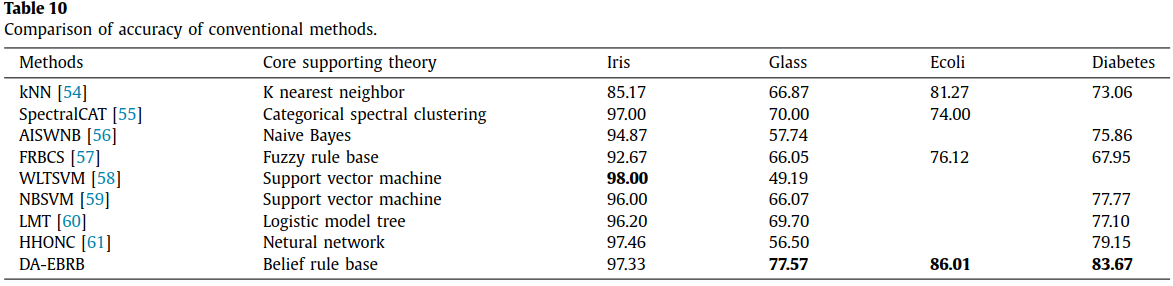 Table 10
Comparison of accuracy of conventional methods.
Methods Core supporting theory Iris Glass Ecoli Diabetes
kNN [54] K nearest neighbor 85.17 66.87 81.27 73.06
SpectralCAT [55] Categorical spectral clustering 97.00 70.00 74.00
AISWNB [56] Naive Bayes 94.87 57.74 75.86
FRBCS [57] Fuzzy rule base 92.67 66.05 76.12 67.95
WLTSVM [58] Support vector machine 98.00 49.19
NBSVM [59] Support vector machine 96.00 66.07 77.77
LMT [60] Logistic model tree 96.20 69.70 77.10
HHONC [61] Netural network 97.46 56.50 79.15
DA-EBRB Belief rule base 97.33 77.57 86.01 83.67